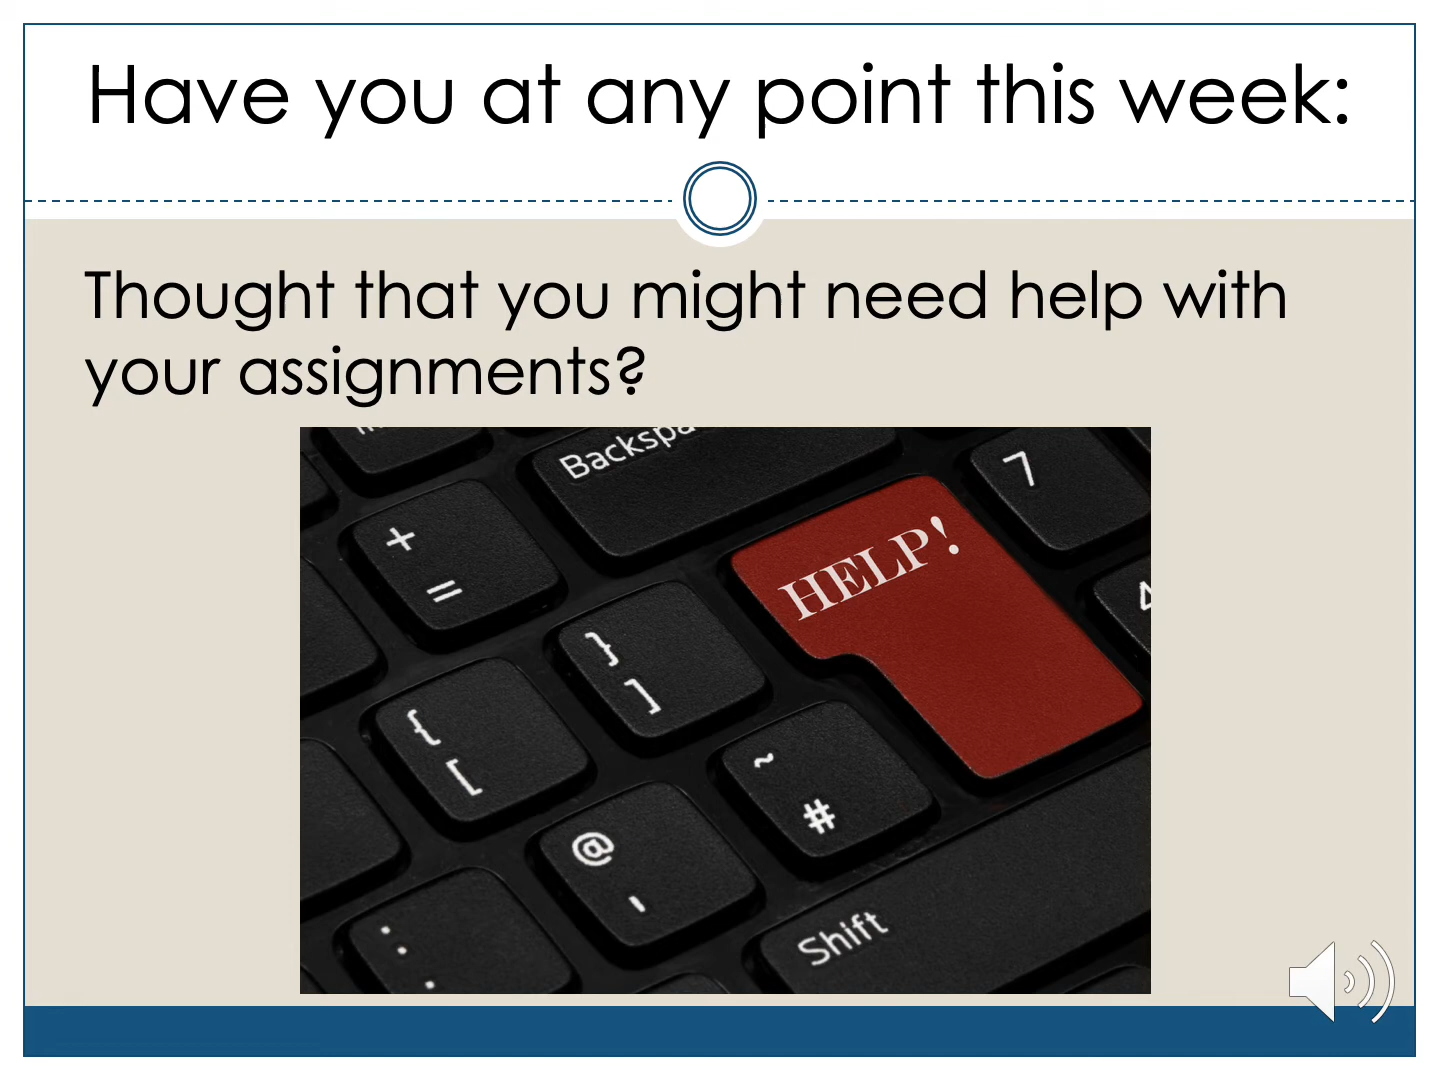 Have you at any point this week:
Thought that you might need help with
your assignments?
7
+
=
HELP!
}
]
{
[
~
#
@
'
:
Shift